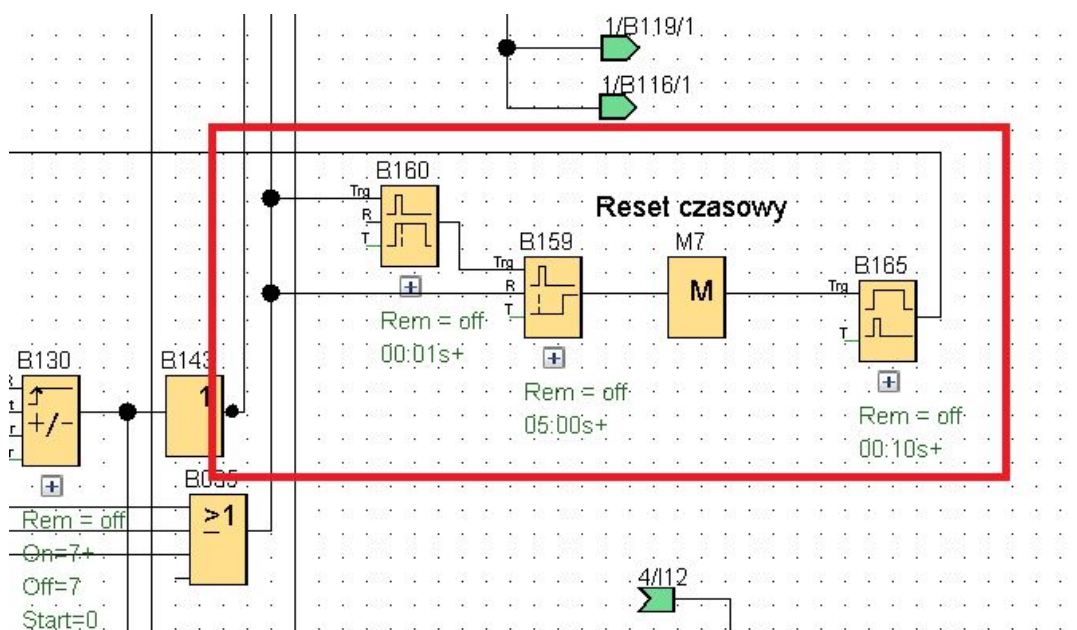 1/B119/1
1/B116/1
B160
Trg
R
T
Rem = off
00:01s+
Reset czasowy
B159
Trg
R
T
Rem = off
05:00s+
M7
M
B165
Trg
T
Rem = off
00:10s+
B130
+/-
Rem = off
On=7+
Off=7
Start=0
B143
1
≥1
4/I12